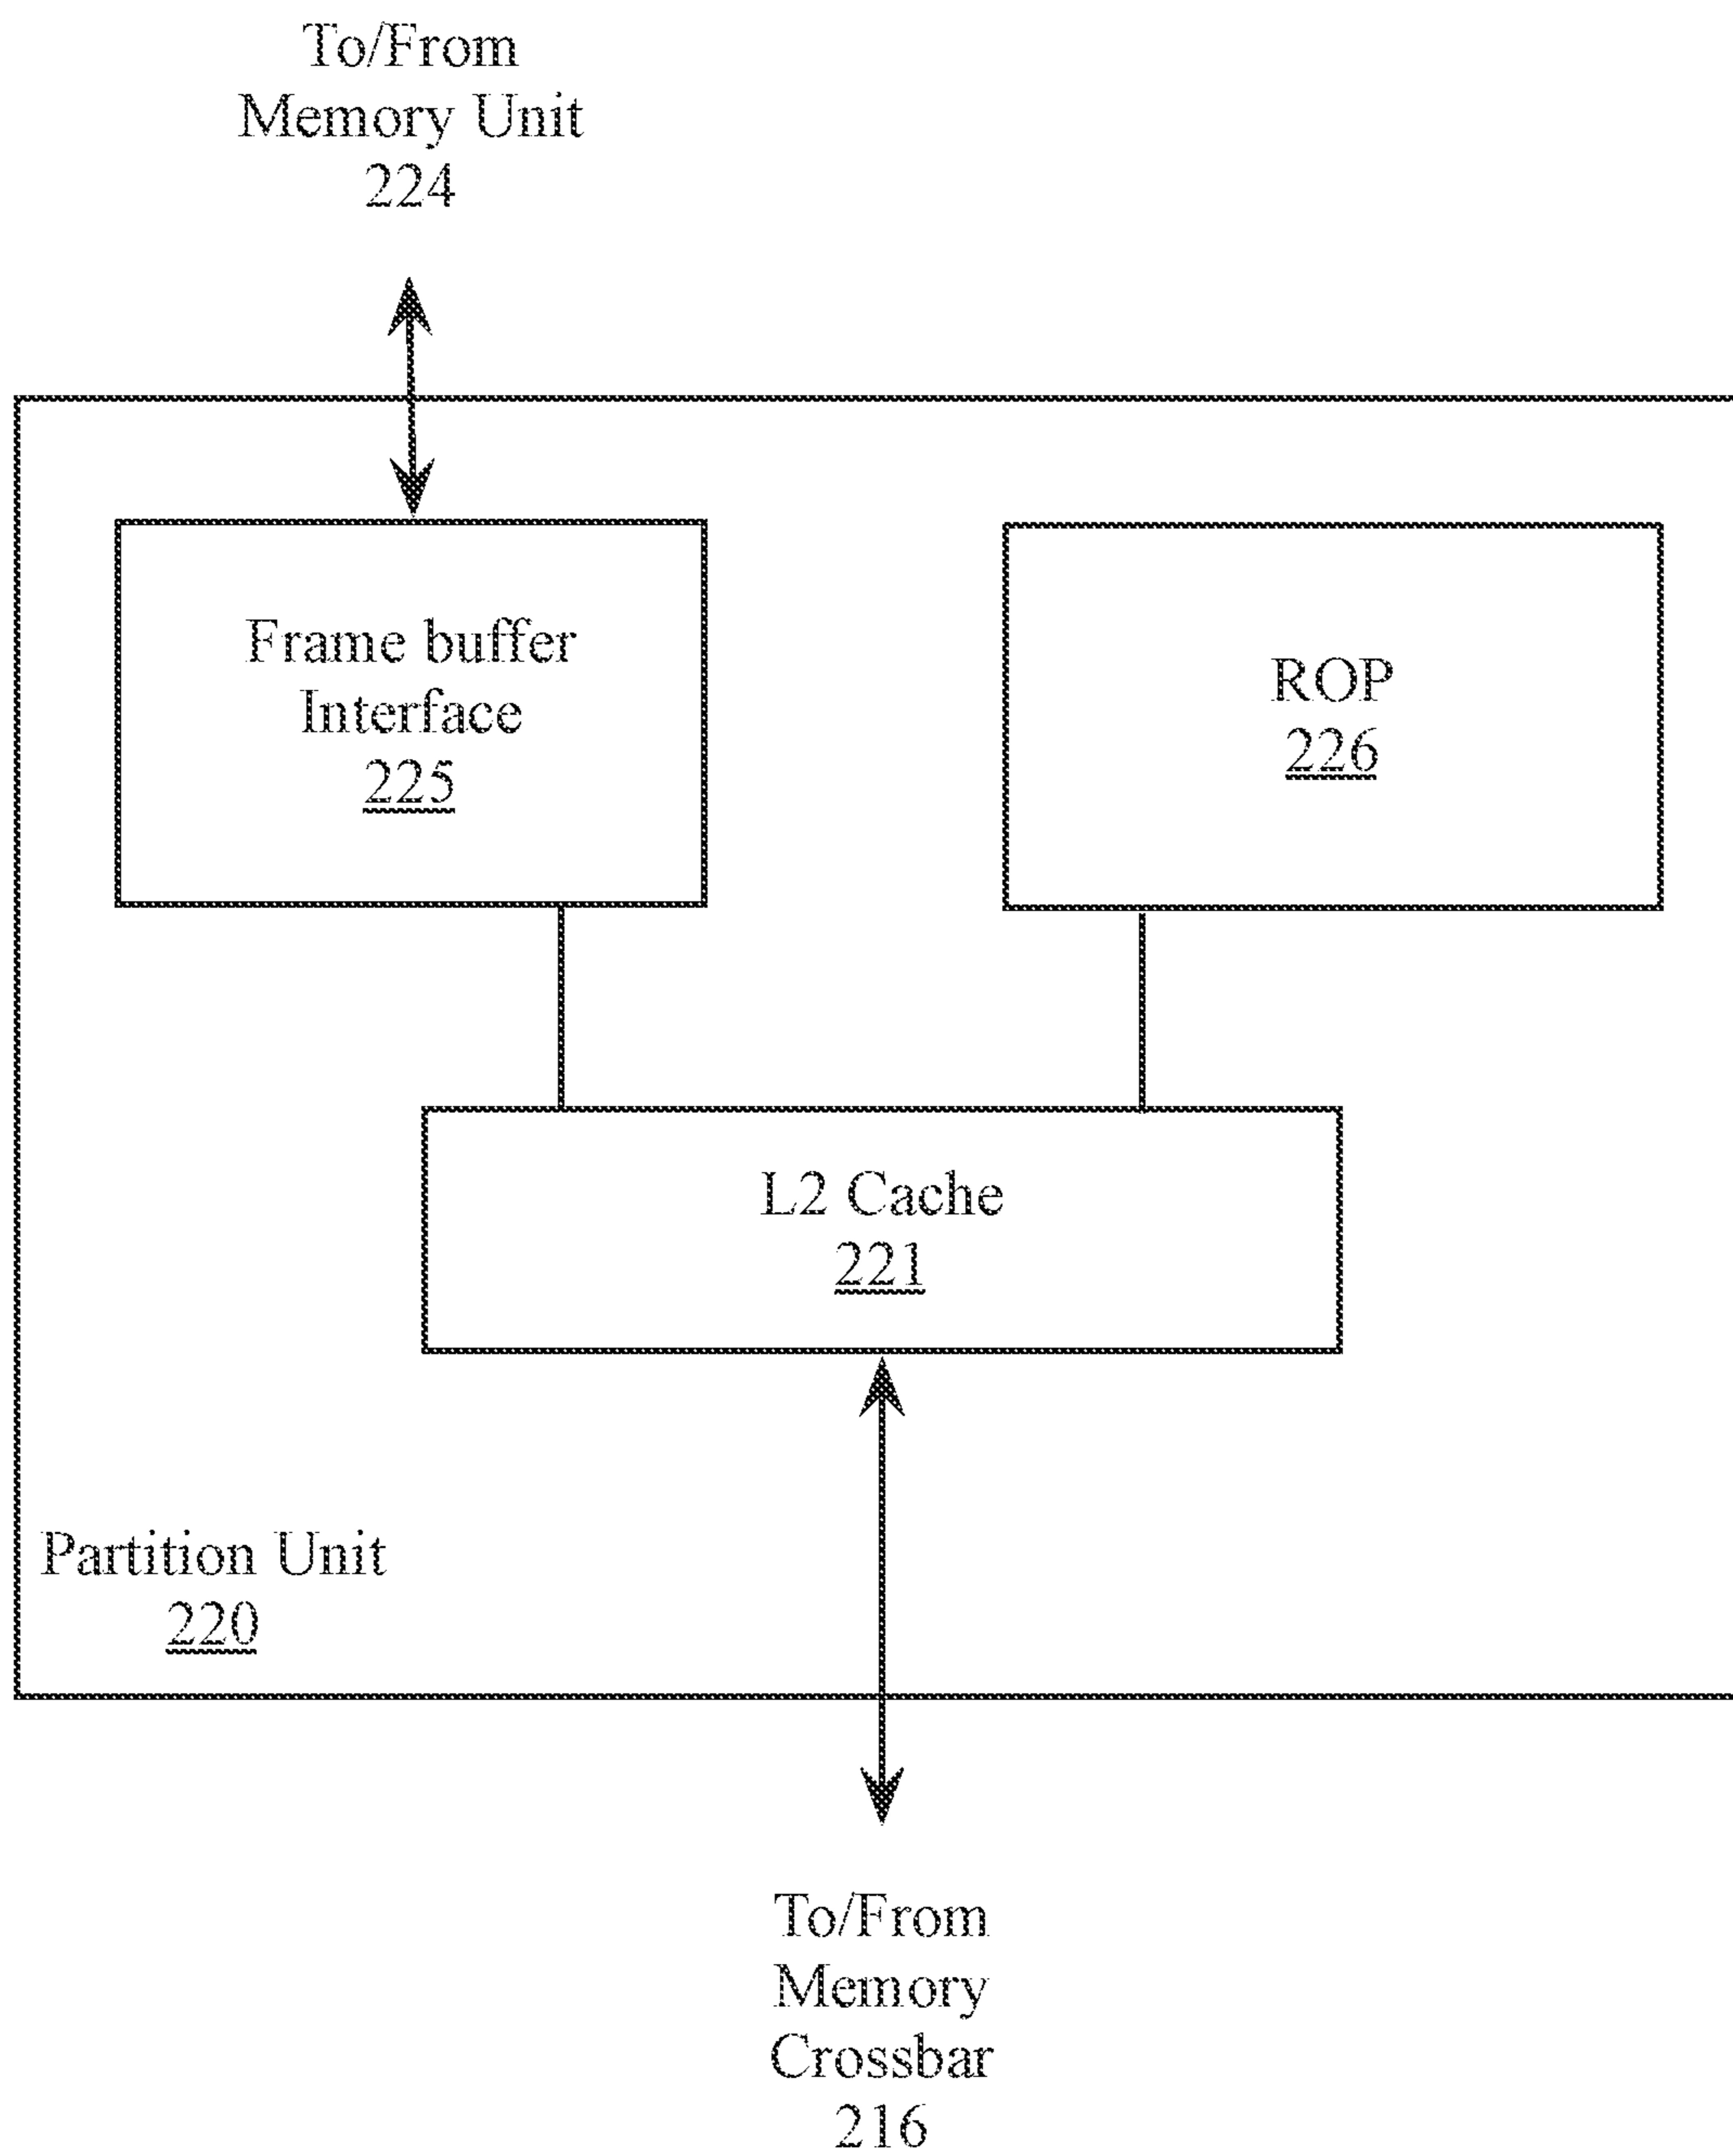 To/From
Memory Unit
224
Frame buffer
Interface
225
ROP
226
L2 Cache
221
Partition Unit
220
To/From
Memory
Crossbar
216